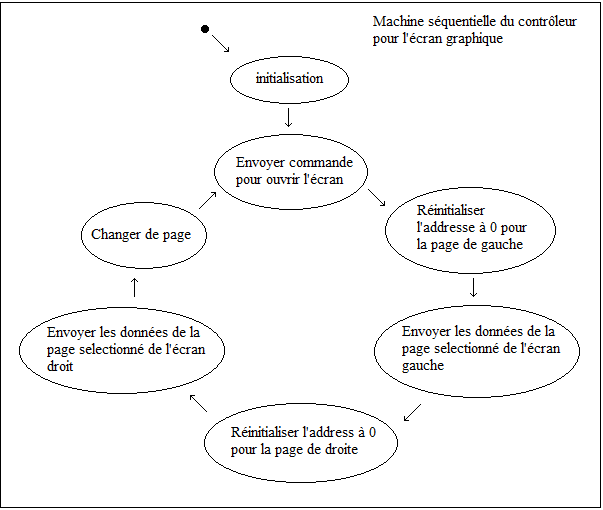 Machine séquentielle du contrôleur
pour l'écran graphique
initialisation
Envoyer commande
pour ouvrir l'écran
Réinitialiser
l'addresse à 0 pour
la page de gauche
Changer de page
Envoyer les données de la
page selectionné de l'écran
droit
Envoyer les données de la
page selectionné de l'écran
gauche
Réinitialiser l'address à 0
pour la page de droite